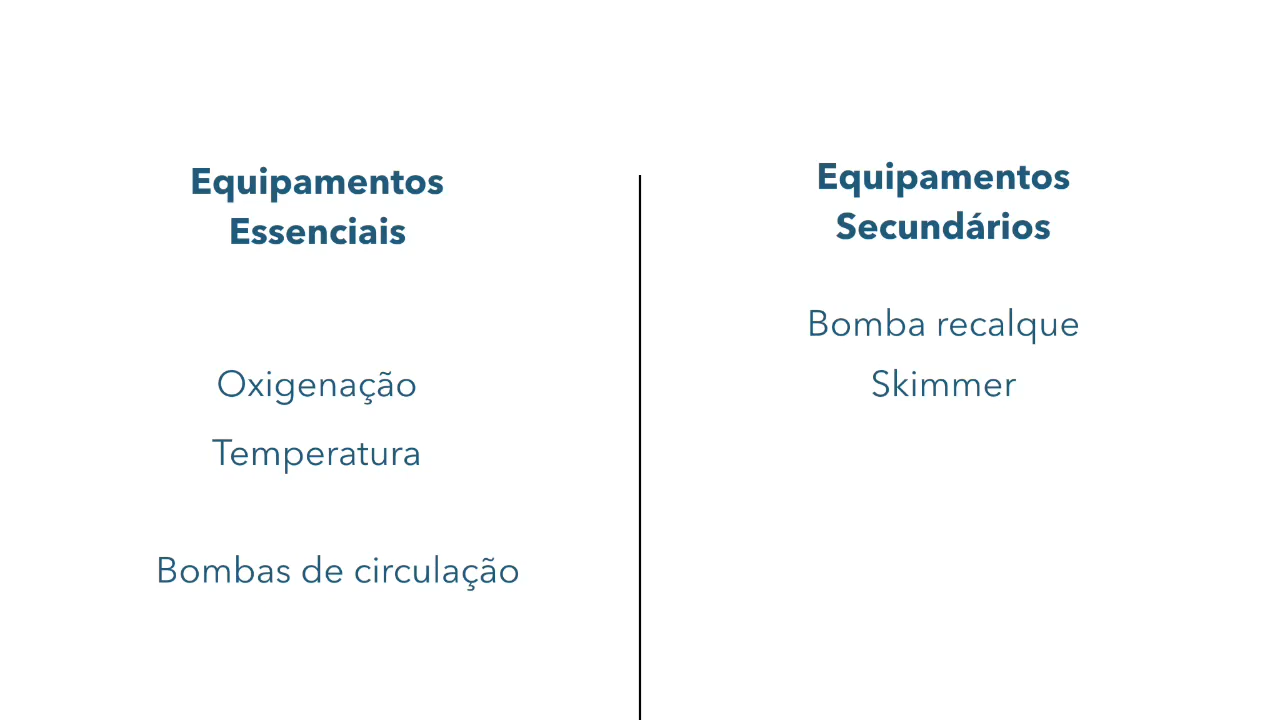 Equipamentos
Essenciais
Oxigenação
Temperatura
Bombas de circulação
Equipamentos
Secundários
Bomba recalque
Skimmer